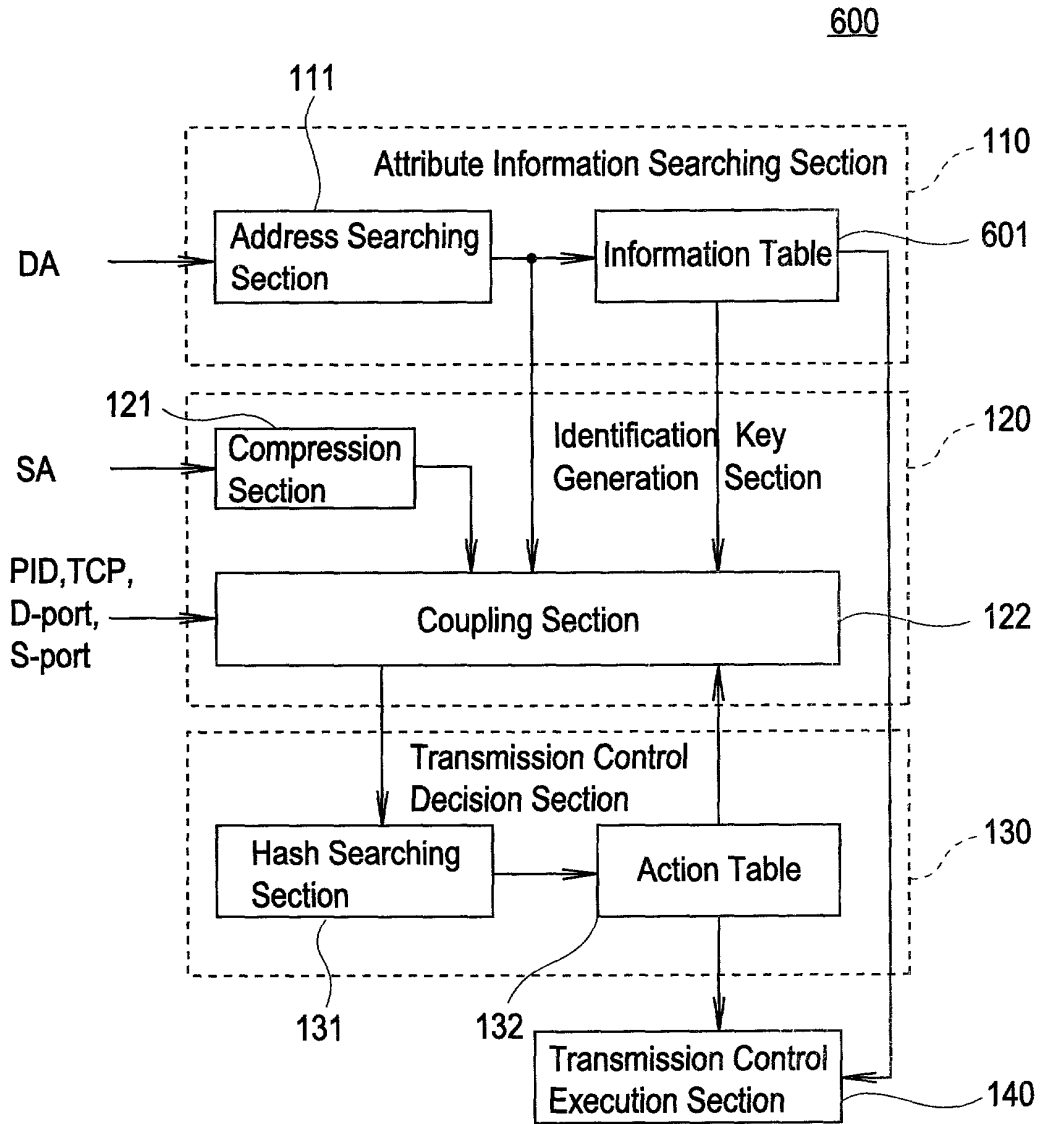 600
111
110
Attribute Information Searching Section
Address Searching
Section
Information Table
601
DA
121
120
Compression
Section
Identification Key
Generation Section
SA
PID,TCP,
D-port,
S-port
Coupling Section
122
Transmission Control
Decision Section
130
Hash Searching
Section
Action Table
131
132
Transmission Control
Execution Section
140